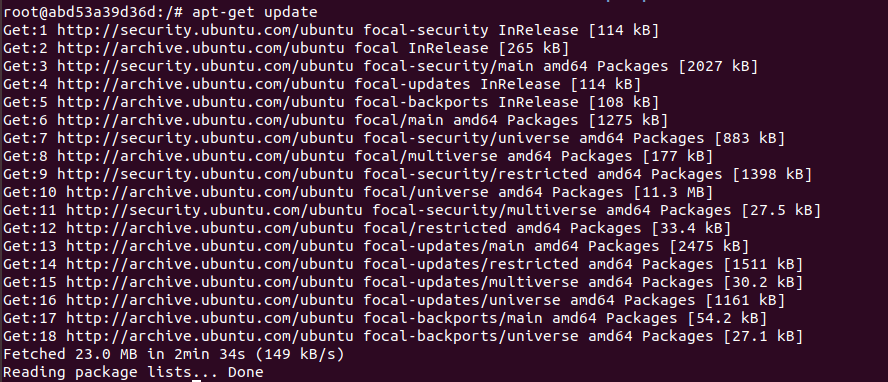 root@abd53a39d36d:/# apt-get update
Get:1 http://security.ubuntu.com/ubuntu focal-security InRelease [114 kB]
Get:2 http://archive.ubuntu.com/ubuntu focal InRelease [265 kB]
Get:3 http://security.ubuntu.com/ubuntu focal-security/main amd64 Packages [2027 kB]
Get:4 http://archive.ubuntu.com/ubuntu focal-updates InRelease [114 kB]
Get:5 http://archive.ubuntu.com/ubuntu focal-backports InRelease [108 kB]
Get:6 http://archive.ubuntu.com/ubuntu focal/main amd64 Packages [1275 kB]
Get:7 http://security.ubuntu.com/ubuntu focal-security/universe amd64 Packages [883 kB]
Get:8 http://archive.ubuntu.com/ubuntu focal/multiverse amd64 Packages [177 kB]
Get:9 http://security.ubuntu.com/ubuntu focal-security/restricted amd64 Packages [1398 kB]
Get:10 http://archive.ubuntu.com/ubuntu focal/universe amd64 Packages [11.3 MB]
Get:11 http://security.ubuntu.com/ubuntu focal-security/multiverse amd64 Packages [27.5 kB]
Get:12 http://archive.ubuntu.com/ubuntu focal/restricted amd64 Packages [33.4 kB]
Get:13 http://archive.ubuntu.com/ubuntu focal-updates/main amd64 Packages [2475 kB]
Get:14 http://archive.ubuntu.com/ubuntu focal-updates/restricted amd64 Packages [1511 kB]
Get:15 http://archive.ubuntu.com/ubuntu focal-updates/multiverse amd64 Packages [30.2 kB]
Get:16 http://archive.ubuntu.com/ubuntu focal-updates/universe amd64 Packages [1161 kB]
Get:17 http://archive.ubuntu.com/ubuntu focal-backports/main amd64 Packages [54.2 kB]
Get:18 http://archive.ubuntu.com/ubuntu focal-backports/universe amd64 Packages [27.1 kB]
Fetched 23.0 MB in 2min 34s (149 kB/s)
Reading package lists... Done